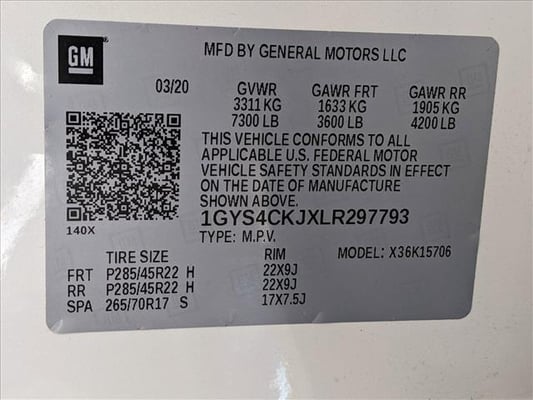 GM
MFD BY GENERAL MOTORS LLC
03/20 GVWR GAWR FRT GAWR RR
3311 KG 1633 KG 1905 KG
7300 LB 3600 LB 4200 LB
THIS VEHICLE CONFORMS TO ALL
APPLICABLE U.S. FEDERAL MOTOR
VEHICLE SAFETY STANDARDS IN EFFECT
ON THE DATE OF MANUFACTURE
SHOWN ABOVE.
1GYS4CKJXLR297793
140X TYPE: M.P.V.
TIRE SIZE RIM MODEL: X36K15706
FRT P285/45R22 H 22X9J
RR P285/45R22 H 22X9J
SPA 265/70R17 S 17X7.5J